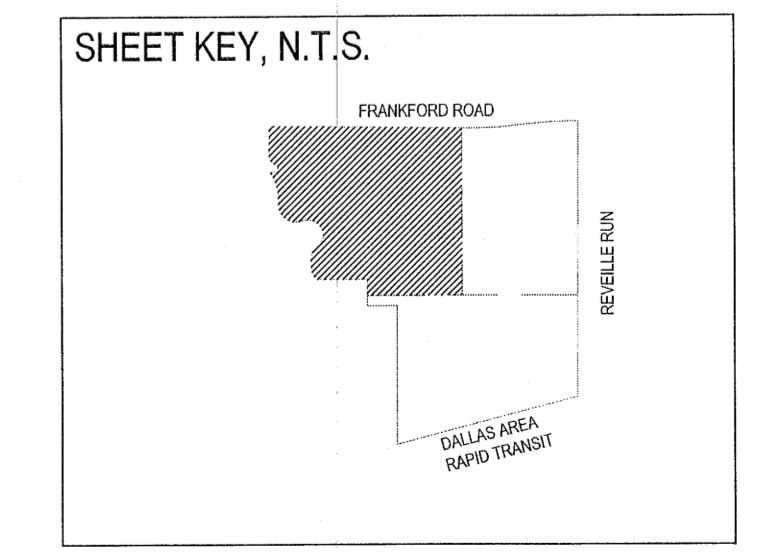 SHEET KEY, N.T.S.
FRANKFORD ROAD
REVEILLE RUN
DALLAS AREA
RAPID TRANSIT